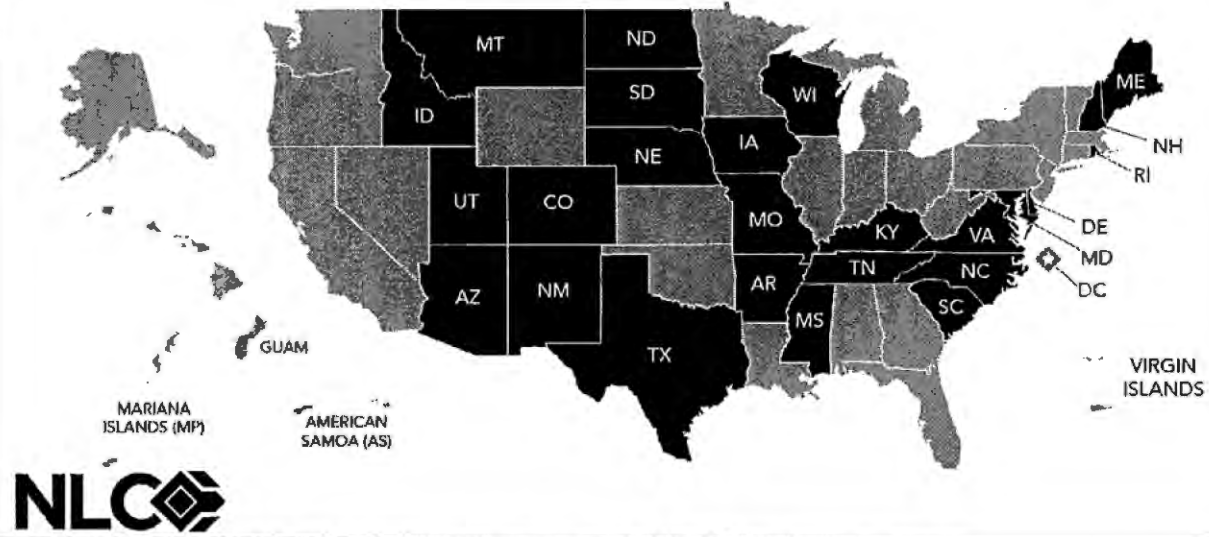 MT
ND
ME
SD
WI
ID
IA
NH
NE
RI
UT
CO
MO
KY
VA
DE
TN
MD
AZ
NM
AR
NC
DC
SC
MS
TX
GUAM
VIRGIN
ISLANDS
MARIANA
ISLANDS (MP)
AMERICAN
SAMOA (AS)
NLC